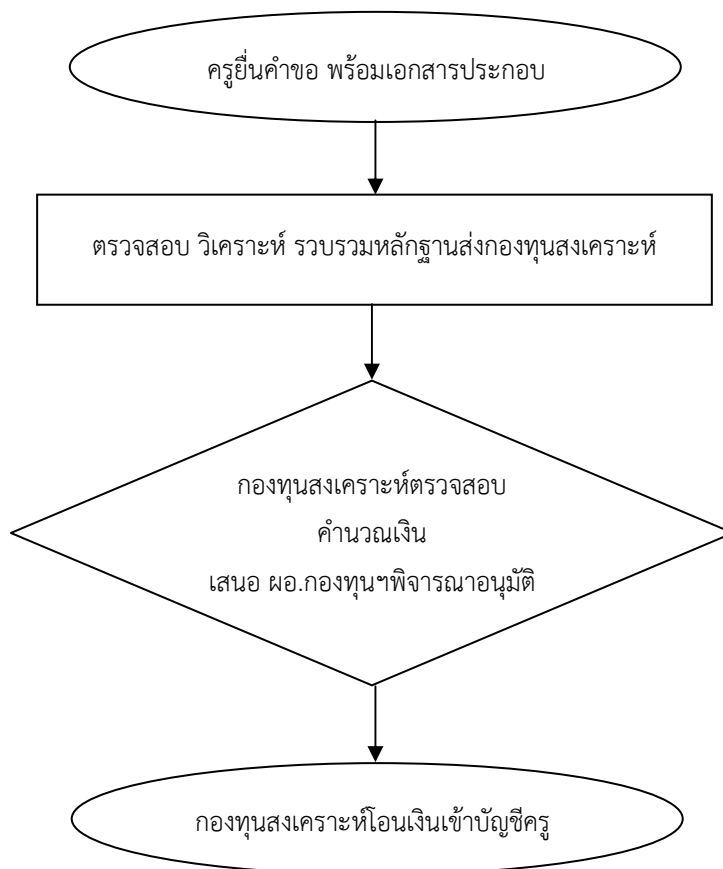 ครูยื่นคำขอ พร้อมเอกสารประกอบ
ตรวจสอบ วิเคราะห์ รวบรวมหลักฐานส่งกองทุนสงเคราะห์
กองทุนสงเคราะห์ตรวจสอบ
คำนวณเงิน
เสนอ ผอ.กองทุนฯพิจารณาอนุมัติ
กองทุนสงเคราะห์โอนเงินเข้าบัญชีครู